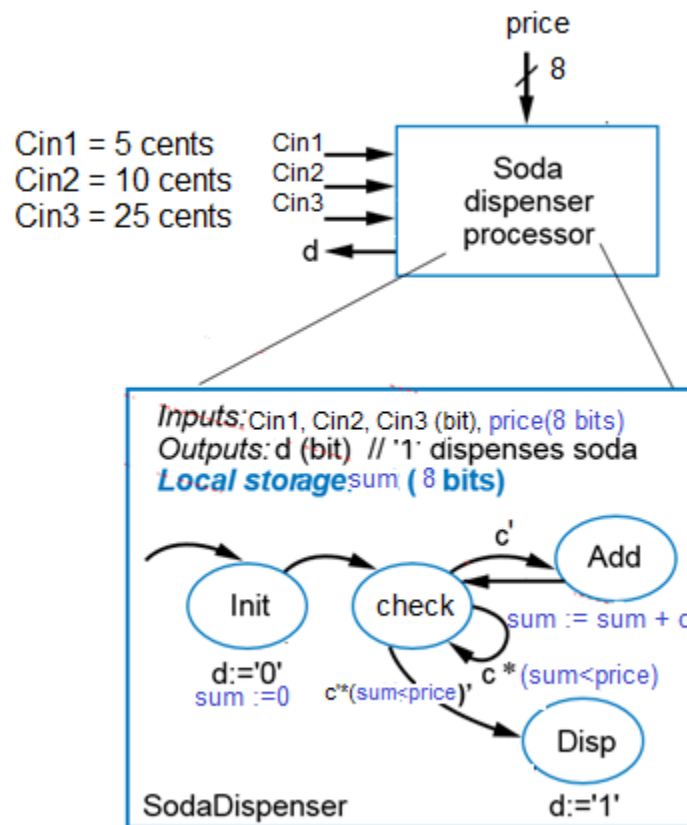 price
8
Cin1 = 5 cents
Cin2 = 10 cents
Cin3 = 25 cents
Cin1
Cin2
Cin3
d
Soda
dispenser
processor
Inputs: Cin1, Cin2, Cin3 (bit), price(8 bits)
Outputs: d (bit) // '1' dispenses soda
Local storage: sum ( 8 bits)
c'
Add
Init
check
sum := sum + c
d:='0'
sum :=0
c'*(sum<price)'
c * (sum<price)
Disp
SodaDispenser
d:='1'